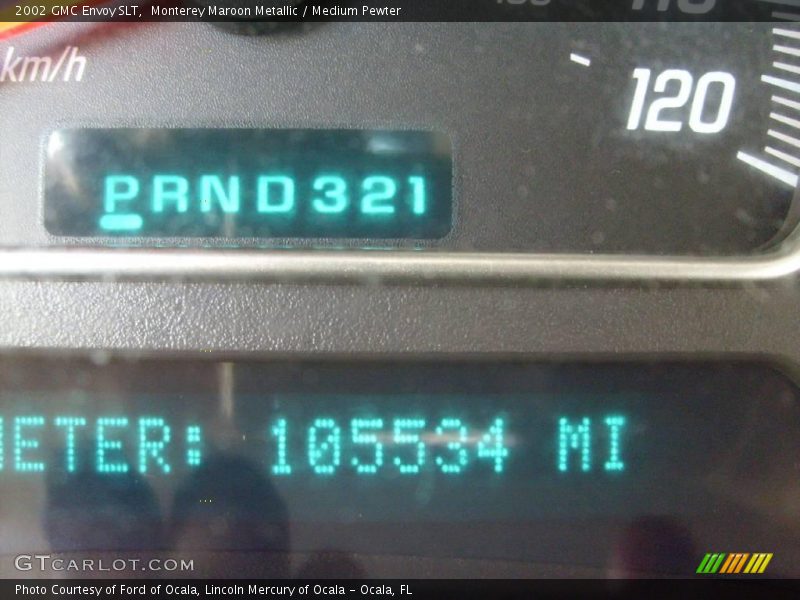 2002 GMC Envoy SLT, Monterey Maroon Metallic / Medium Pewter
km/h
120
PRND321
ETER: 105534 MI
GTCARLOT.COM
Photo Courtesy of Ford of Ocala, Lincoln Mercury of Ocala - Ocala, FL